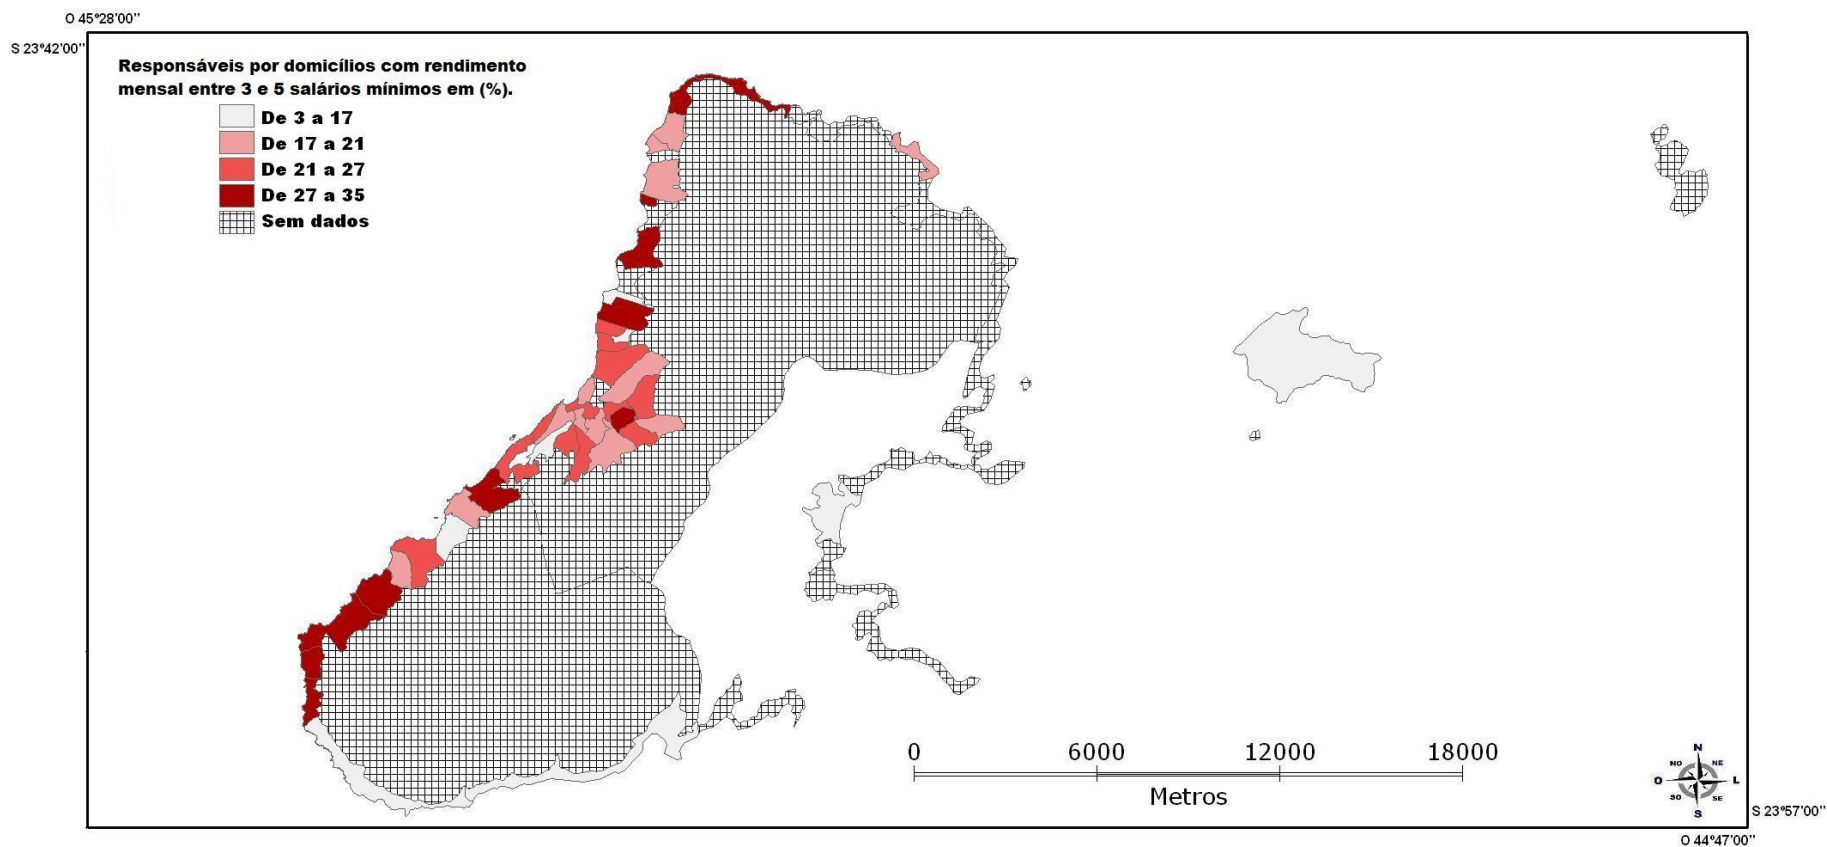 O 45°28'00''
S 23°42'00''
Responsáveis por domicílios com rendimento
mensal entre 3 e 5 salários mínimos em (%).
De 3 a 17
De 17 a 21
De 21 a 27
De 27 a 35
Sem dados
0 6000 12000 18000
Metros
N
NO NE
O L
SO SE
S
S 23°57'00''
O 44°47'00''